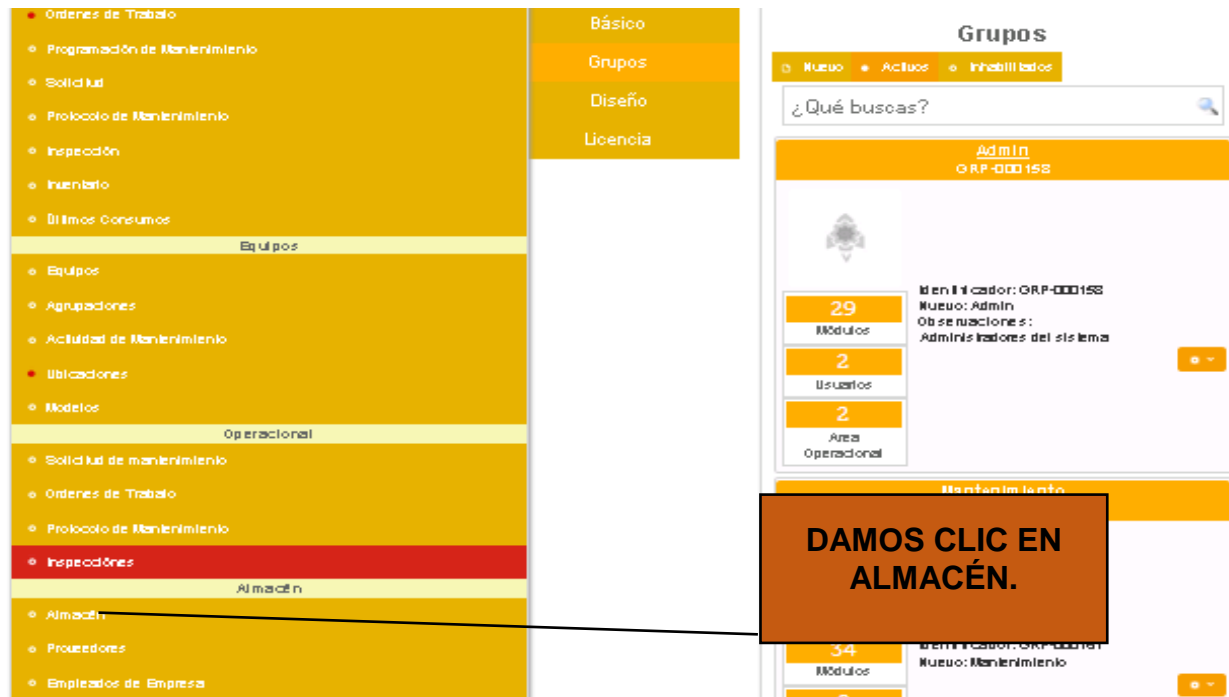 Ordenes de Trabajo
Programación de Mantenimiento
Solicitud
Protocolo de Mantenimiento
Inspección
Inventario
Últimos Consumos
Equipos
Equipos
Agrupaciones
Actividad de Mantenimiento
Ubicaciones
Modelos
Operacional
Solicitud de mantenimiento
Ordenes de Trabajo
Protocolo de Mantenimiento
Inspecciónes
Almacén
Almacén
Proveedores
Empleados de Empresa
Básico
Grupos
Diseño
Licencia
Grupos
Nuevo Activos Inhabilitados
¿Qué buscas?
Admin
GRP-000158
29
Módulos
2
Usuarios
2
Area
Operacional
Identificador: GRP-000158
Nuevo: Admin
Observaciones:
Administradores del sistema
Mantenimiento
DAMOS CLIC EN
ALMACÉN.
34
Módulos
Identificador: GRP-000161
Nuevo: Mantenimiento